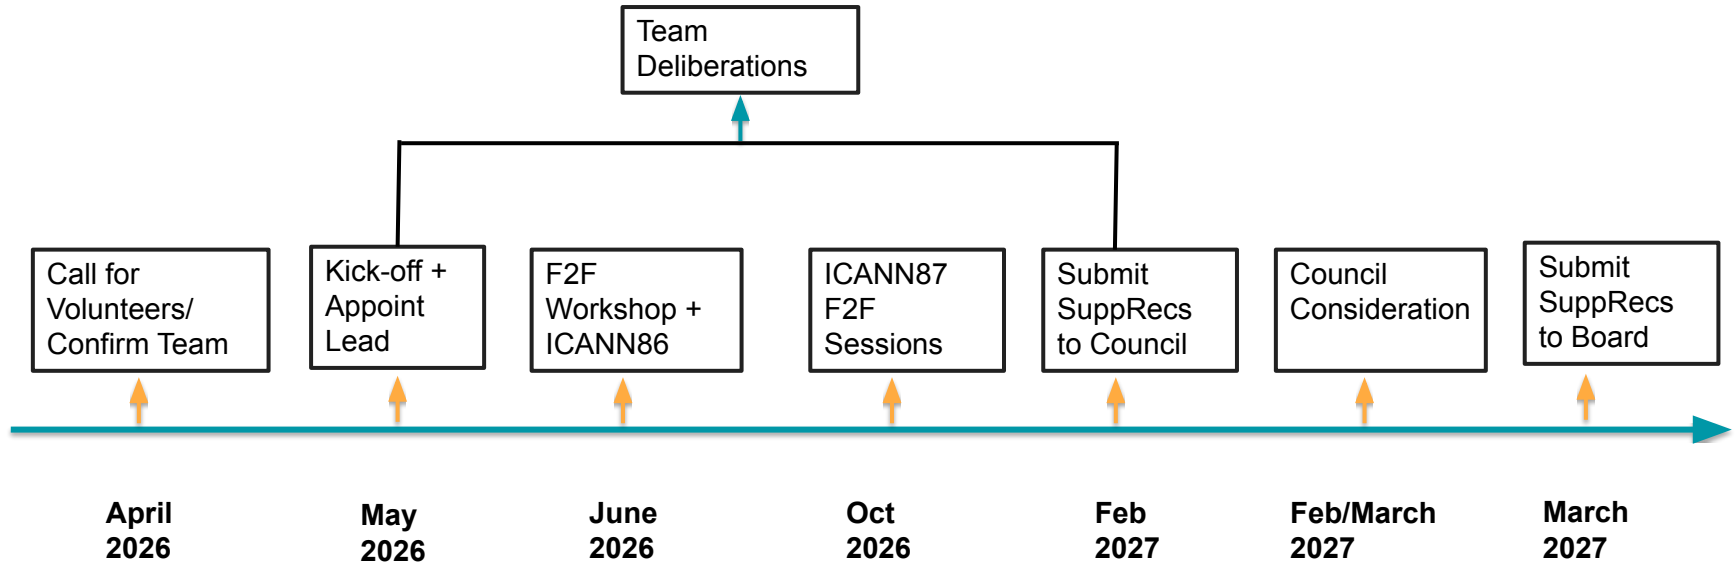 Team
Deliberations
Call for
Volunteers/
Confirm Team
Kick-off +
Appoint
Lead
F2F
Workshop +
ICANN86
ICANN87
F2F
Sessions
Submit
SuppRecs
to Council
Council
Consideration
Submit
SuppRecs
to Board
April
2026
May
2026
June
2026
Oct
2026
Feb
2027
Feb/March
2027
March
2027